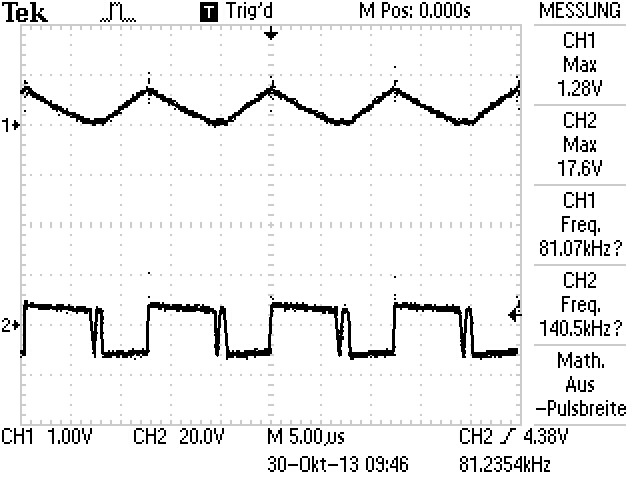 Tek T Trig'd M Pos: 0.000s MESSUNG
CH1
Max
1.28V
CH2
Max
17.6V
CH1
Freq.
81.07kHz?
CH2
Freq.
140.5kHz?
Math.
Aus
-Pulsbreite
1
2
CH1 1.00V CH2 20.0V M 5.00µs CH2 / 4.38V
30-Okt-13 09:46 81.2354kHz